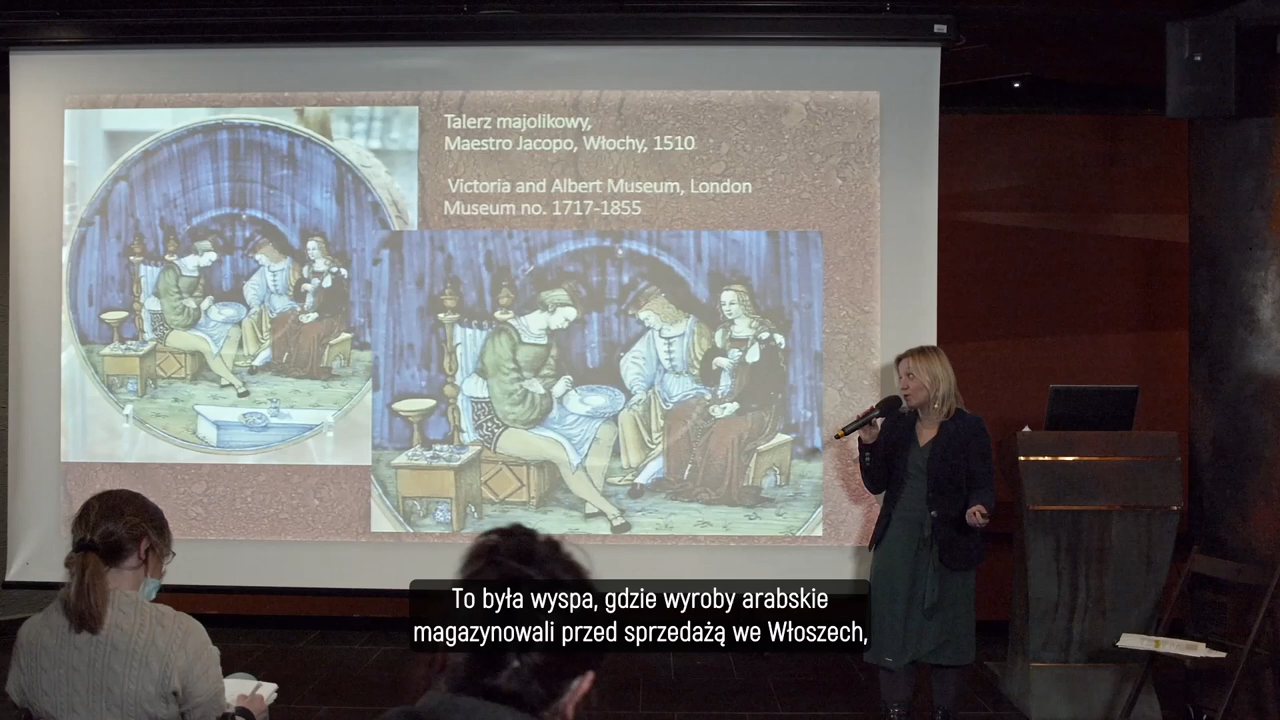 Talerz majolikowy,
Maestro Jacopo, Włochy, 1510
Victoria and Albert Museum, London
Museum no. 1717-1855
To była wyspa, gdzie wyroby arabskie
magazynowali przed sprzedażą we Włoszech,